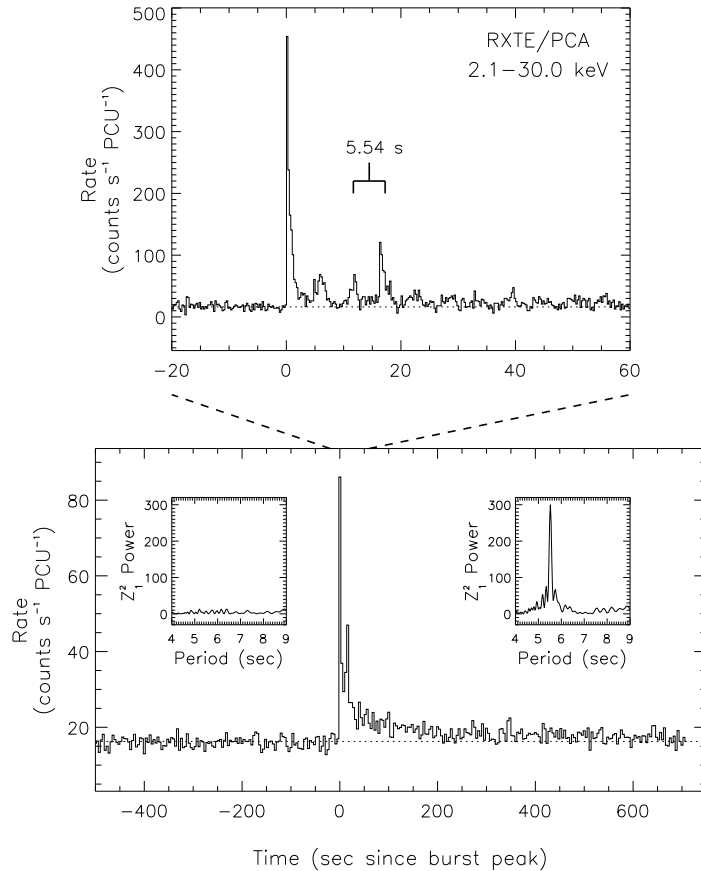 RXTE/PCA
2.1−30.0 keV
5.54 s
Rate
(counts s⁻¹ PCU⁻¹)
500
400
300
200
100
0
−20 0 20 40 60
Rate
(counts s⁻¹ PCU⁻¹)
80
60
40
20
Z₁² Power
300
200
100
0
4 5 6 7 8 9
Period (sec)
Z₁² Power
300
200
100
0
4 5 6 7 8 9
Period (sec)
−400 −200 0 200 400 600
Time (sec since burst peak)